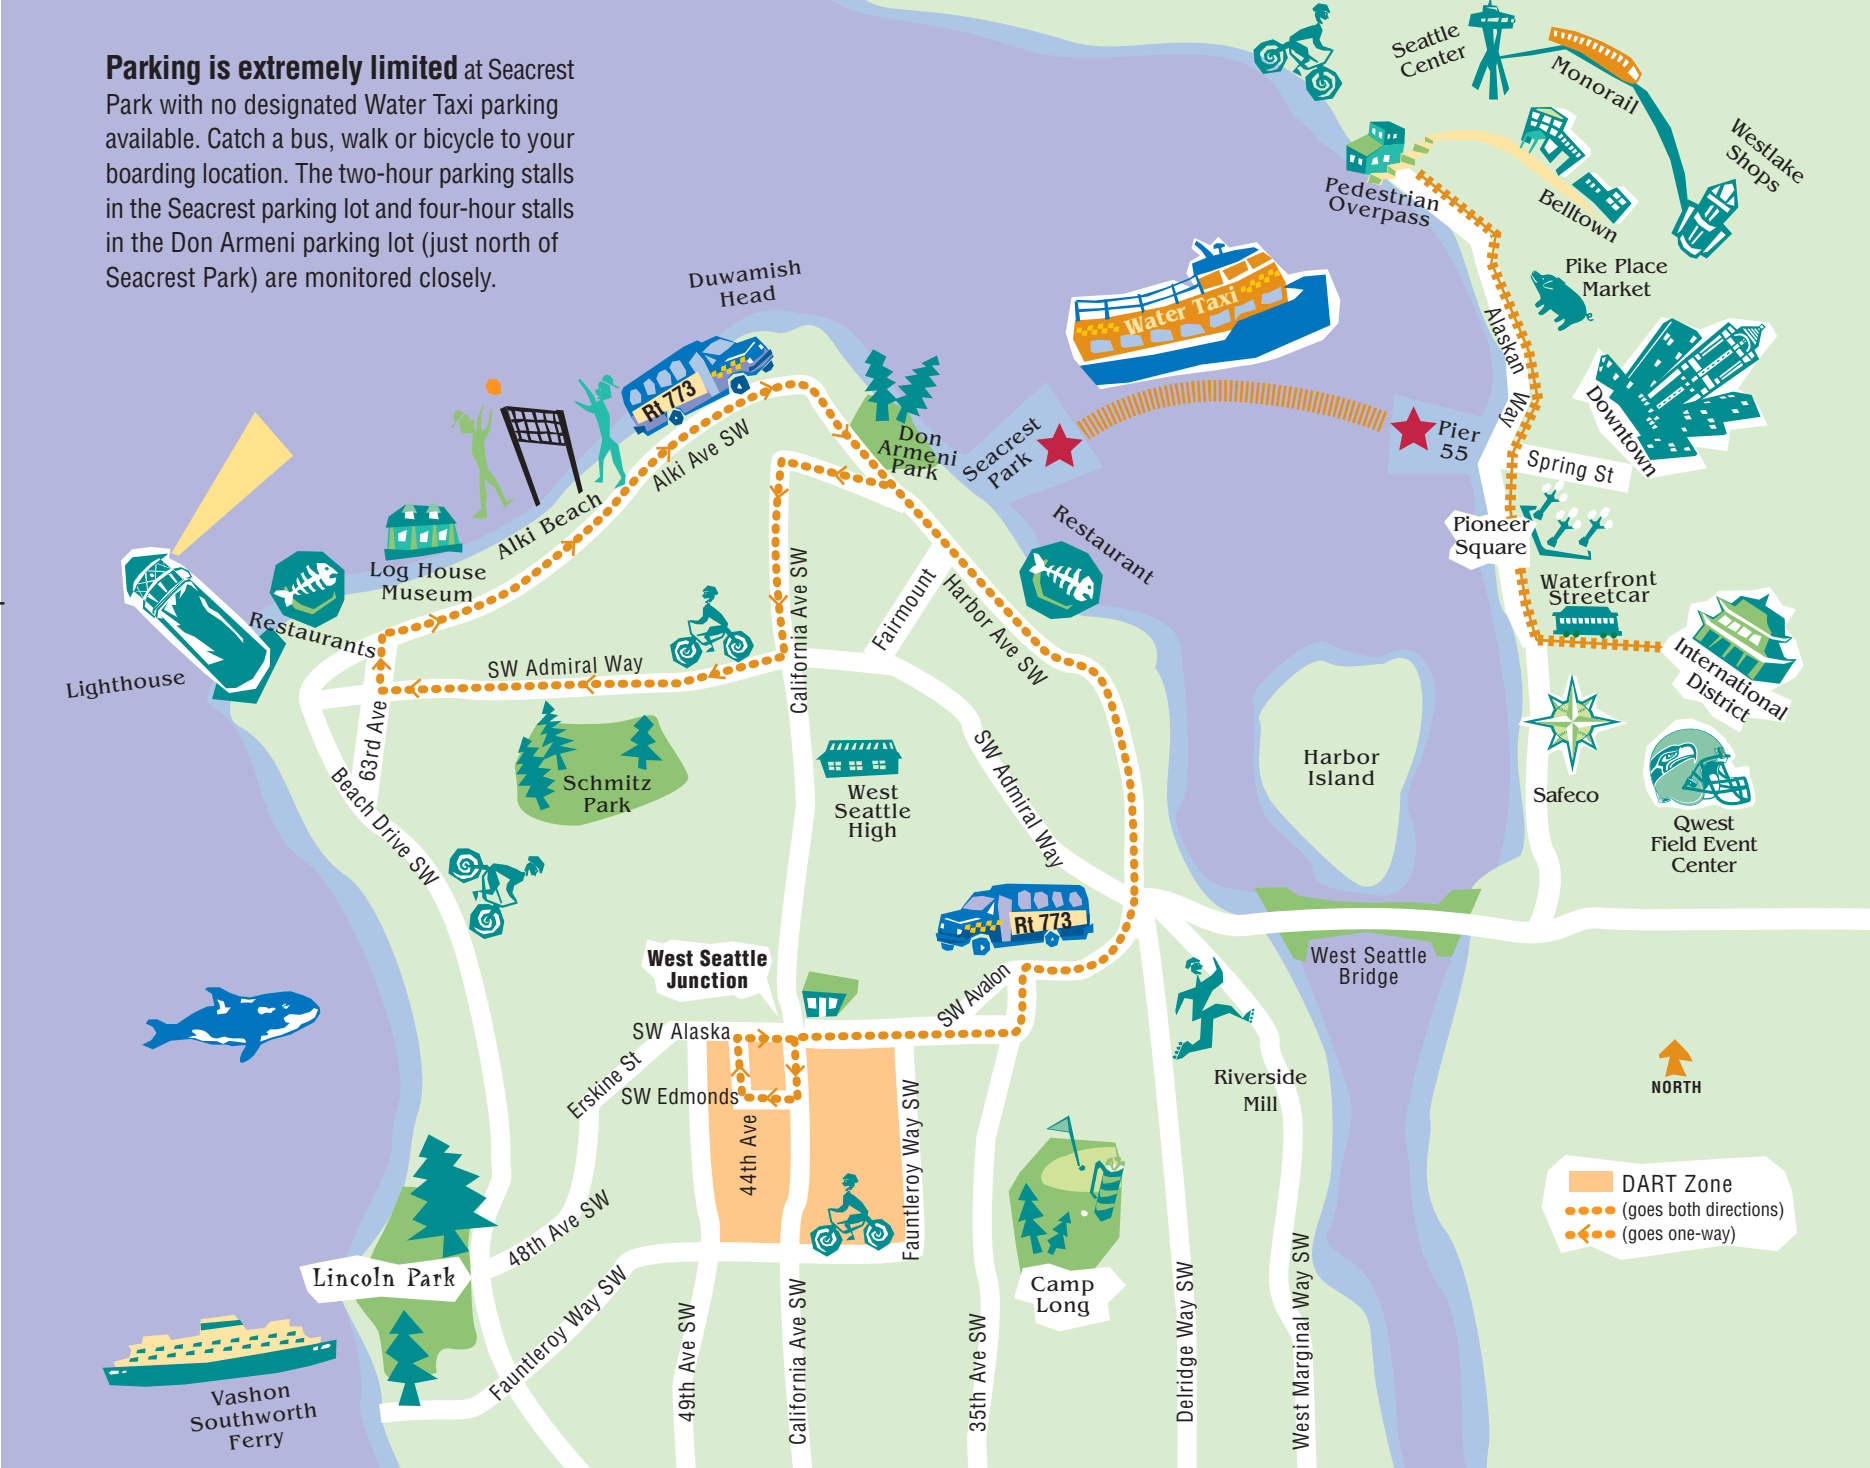 Parking is extremely limited at Seacrest
Park with no designated Water Taxi parking
available. Catch a bus, walk or bicycle to your
boarding location. The two-hour parking stalls
in the Seacrest parking lot and four-hour stalls
in the Don Armeni parking lot (just north of
Seacrest Park) are monitored closely.
Seattle
Center
Monorail
Westlake
Shops
Pedestrian
Overpass
Belltown
Pike Place
Market
Alaskan Way
Downtown
Water Taxi
Duwamish
Head
Rt 773
Alki Ave SW
Don
Armeni
Park
Seacrest
Park
Pier
55
Spring St
Pioneer
Square
Alki Beach
Log House
Museum
Restaurants
Lighthouse
Restaurant
Waterfront
Streetcar
International
District
SW Admiral Way
California Ave SW
Fairmount
Harbor Ave SW
63rd Ave
Beach Drive SW
Schmitz
Park
West
Seattle
High
SW Admiral Way
Harbor
Island
Safeco
Qwest
Field Event
Center
Rt 773
West Seattle
Junction
SW Avalon
West Seattle
Bridge
SW Alaska
Erskine St
SW Edmonds
44th Ave
Fauntleroy Way SW
Riverside
Mill
NORTH
48th Ave SW
Lincoln Park
Camp
Long
DART Zone
(goes both directions)
(goes one-way)
Fauntleroy Way SW
49th Ave SW
California Ave SW
35th Ave SW
Delridge Way SW
West Marginal Way SW
Vashon
Southworth
Ferry